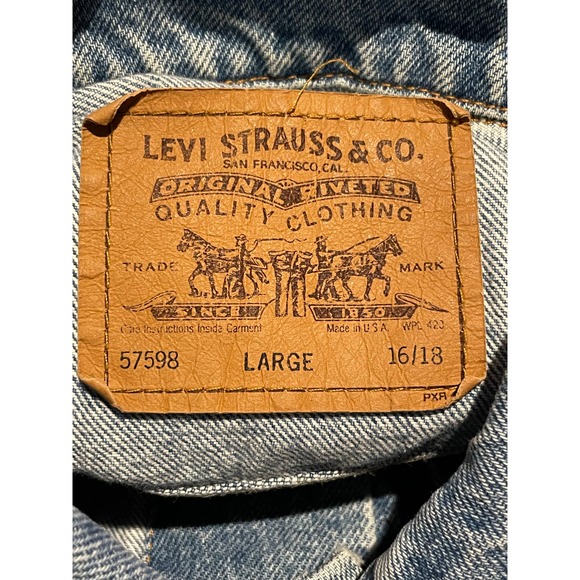 LEVI STRAUSS & CO.
SAN FRANCISCO, CAL.
ORIGINAL RIVETED
QUALITY CLOTHING
TRADE MARK
SINCE 1850
Care Instructions Inside Garment Made in U.S.A. WPL 423
57598 LARGE 16/18
PXR